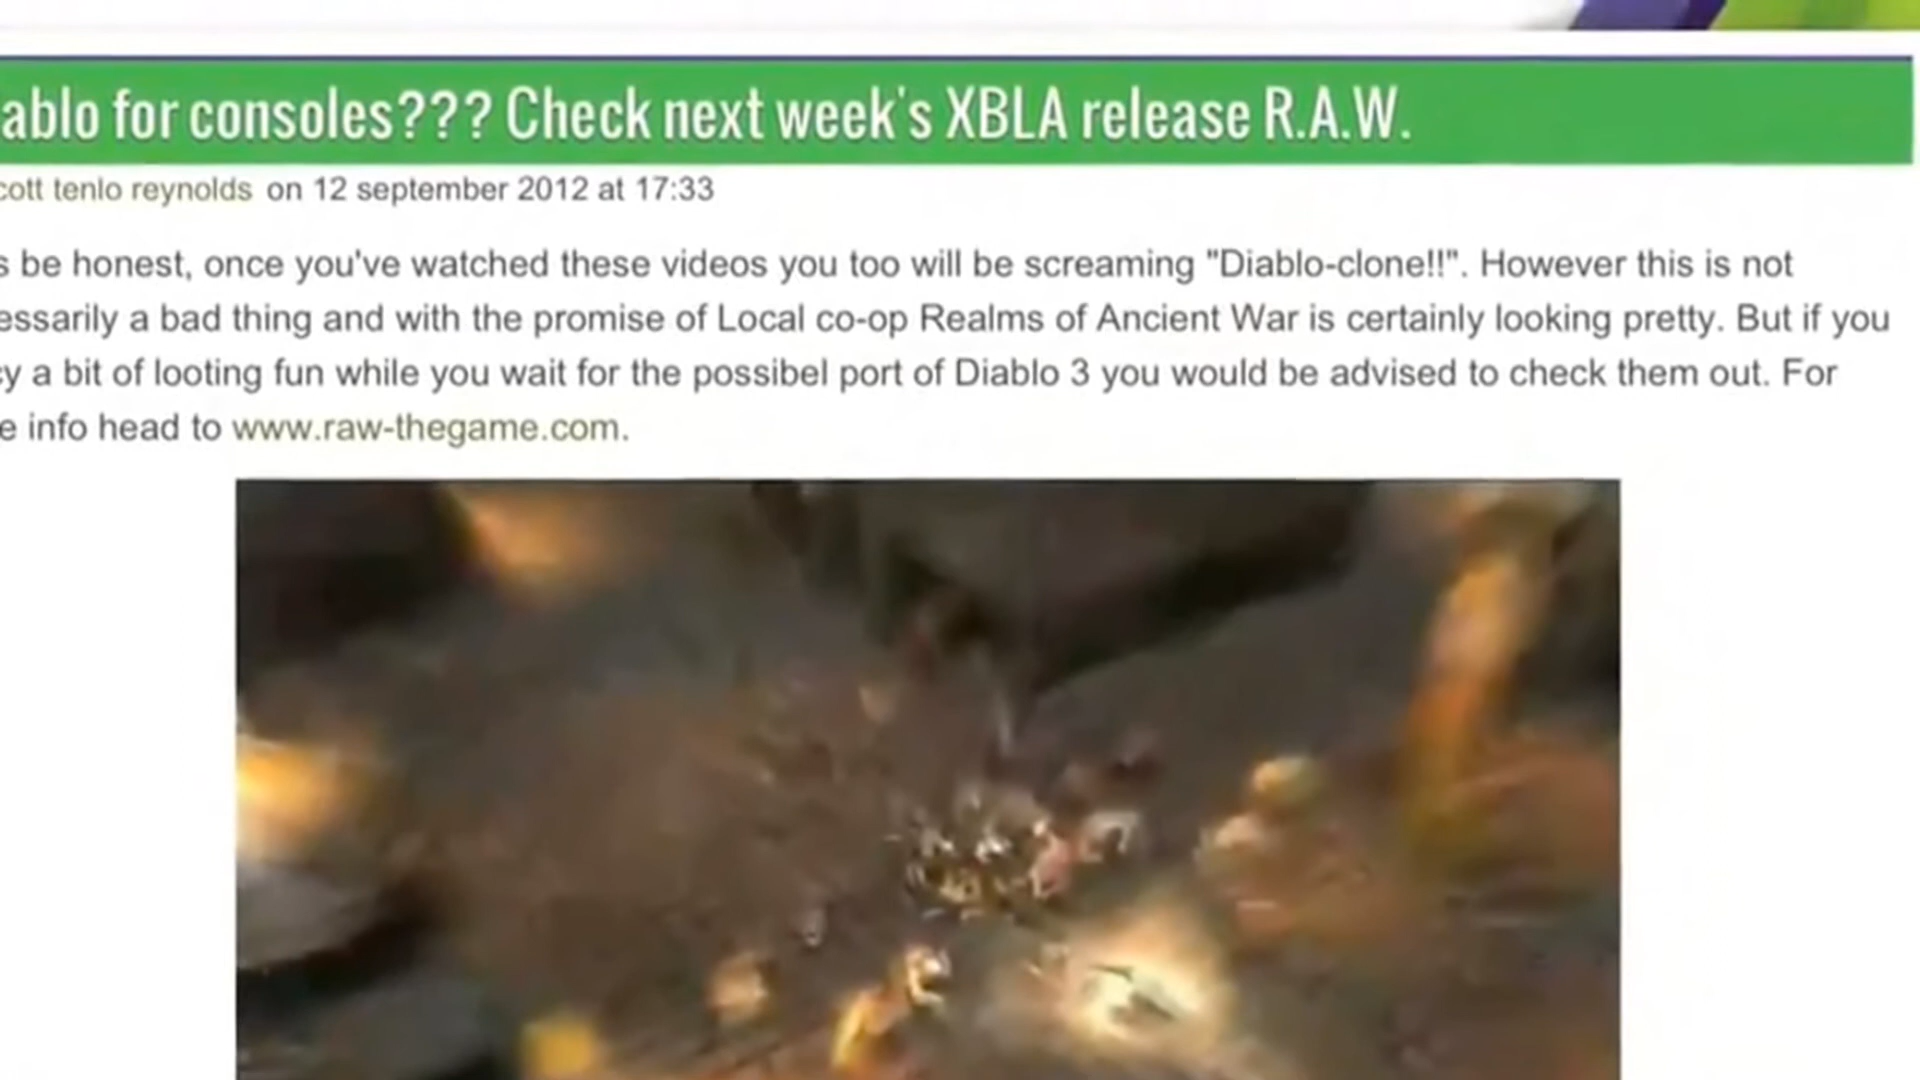 ablo for consoles??? Check next week's XBLA release R.A.W.
cott tenlo reynolds on 12 september 2012 at 17:33
s be honest, once you've watched these videos you too will be screaming "Diablo-clone!!". However this is not
essarily a bad thing and with the promise of Local co-op Realms of Ancient War is certainly looking pretty. But if you
y a bit of looting fun while you wait for the possibel port of Diablo 3 you would be advised to check them out. For
e info head to www.raw-thegame.com.